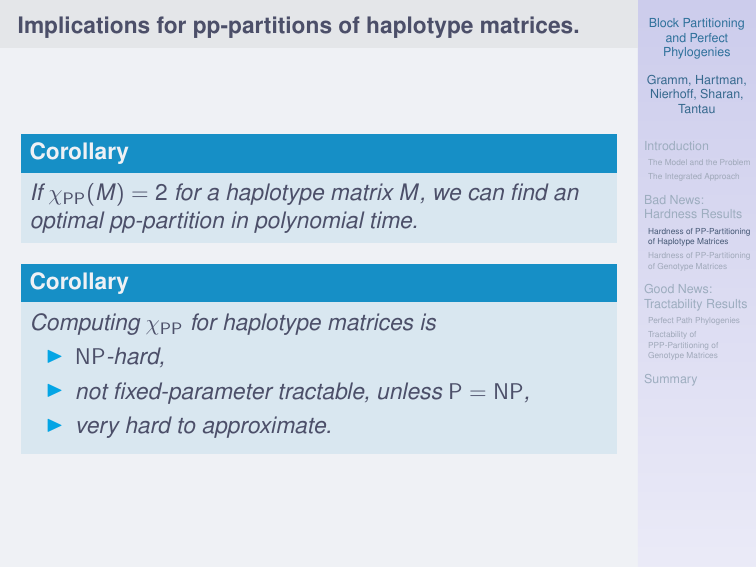 Implications for pp-partitions of haplotype matrices.
Corollary
If χPP(M) = 2 for a haplotype matrix M, we can find an
optimal pp-partition in polynomial time.
Corollary
Computing χPP for haplotype matrices is
▶ NP-hard,
▶ not fixed-parameter tractable, unless P = NP,
▶ very hard to approximate.
Block Partitioning
and Perfect
Phylogenies
Gramm, Hartman,
Nierhoff, Sharan,
Tantau
Introduction
The Model and the Problem
The Integrated Approach
Bad News:
Hardness Results
Hardness of PP-Partitioning
of Haplotype Matrices
Hardness of PP-Partitioning
of Genotype Matrices
Good News:
Tractability Results
Perfect Path Phylogenies
Tractability of
PPP-Partitioning of
Genotype Matrices
Summary